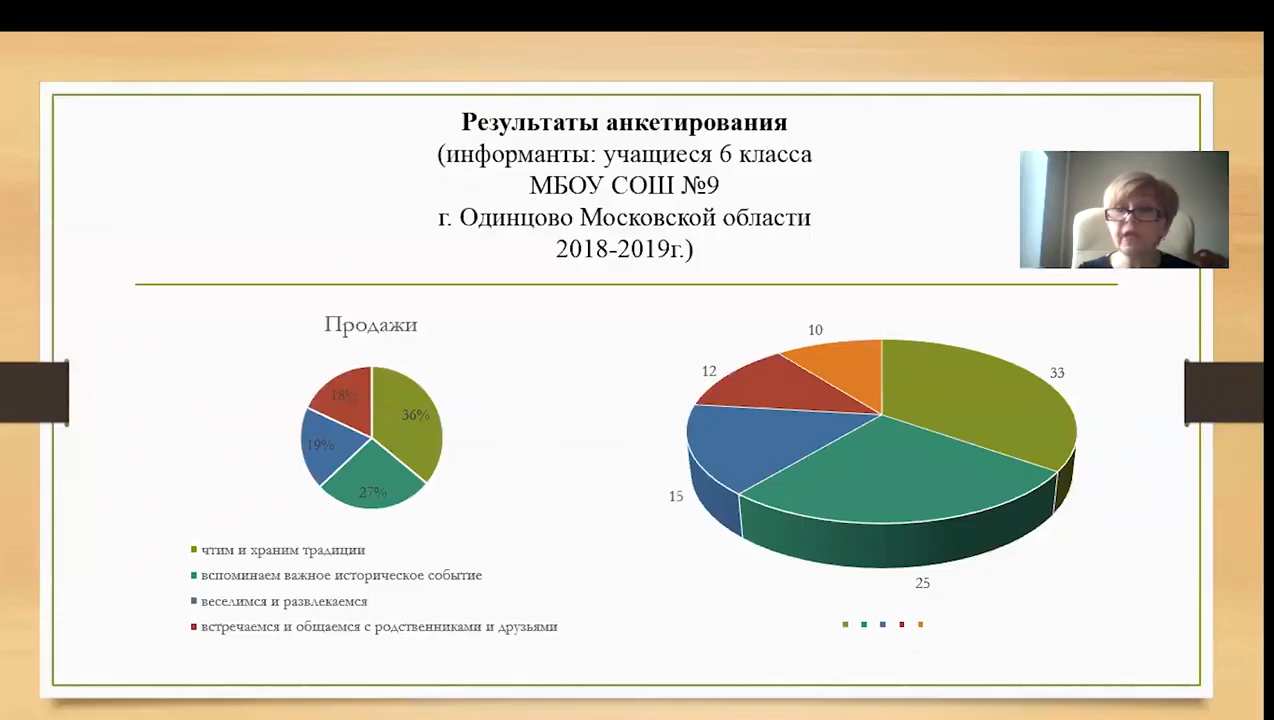 Результаты анкетирования
(информанты: учащиеся 6 класса
МБОУ СОШ №9
г. Одинцово Московской области
2018-2019г.)
Продажи
36%
27%
19%
18%
чтим и храним традиции
вспоминаем важное историческое событие
веселимся и развлекаемся
встречаемся и общаемся с родственниками и друзьями
33
25
15
12
10